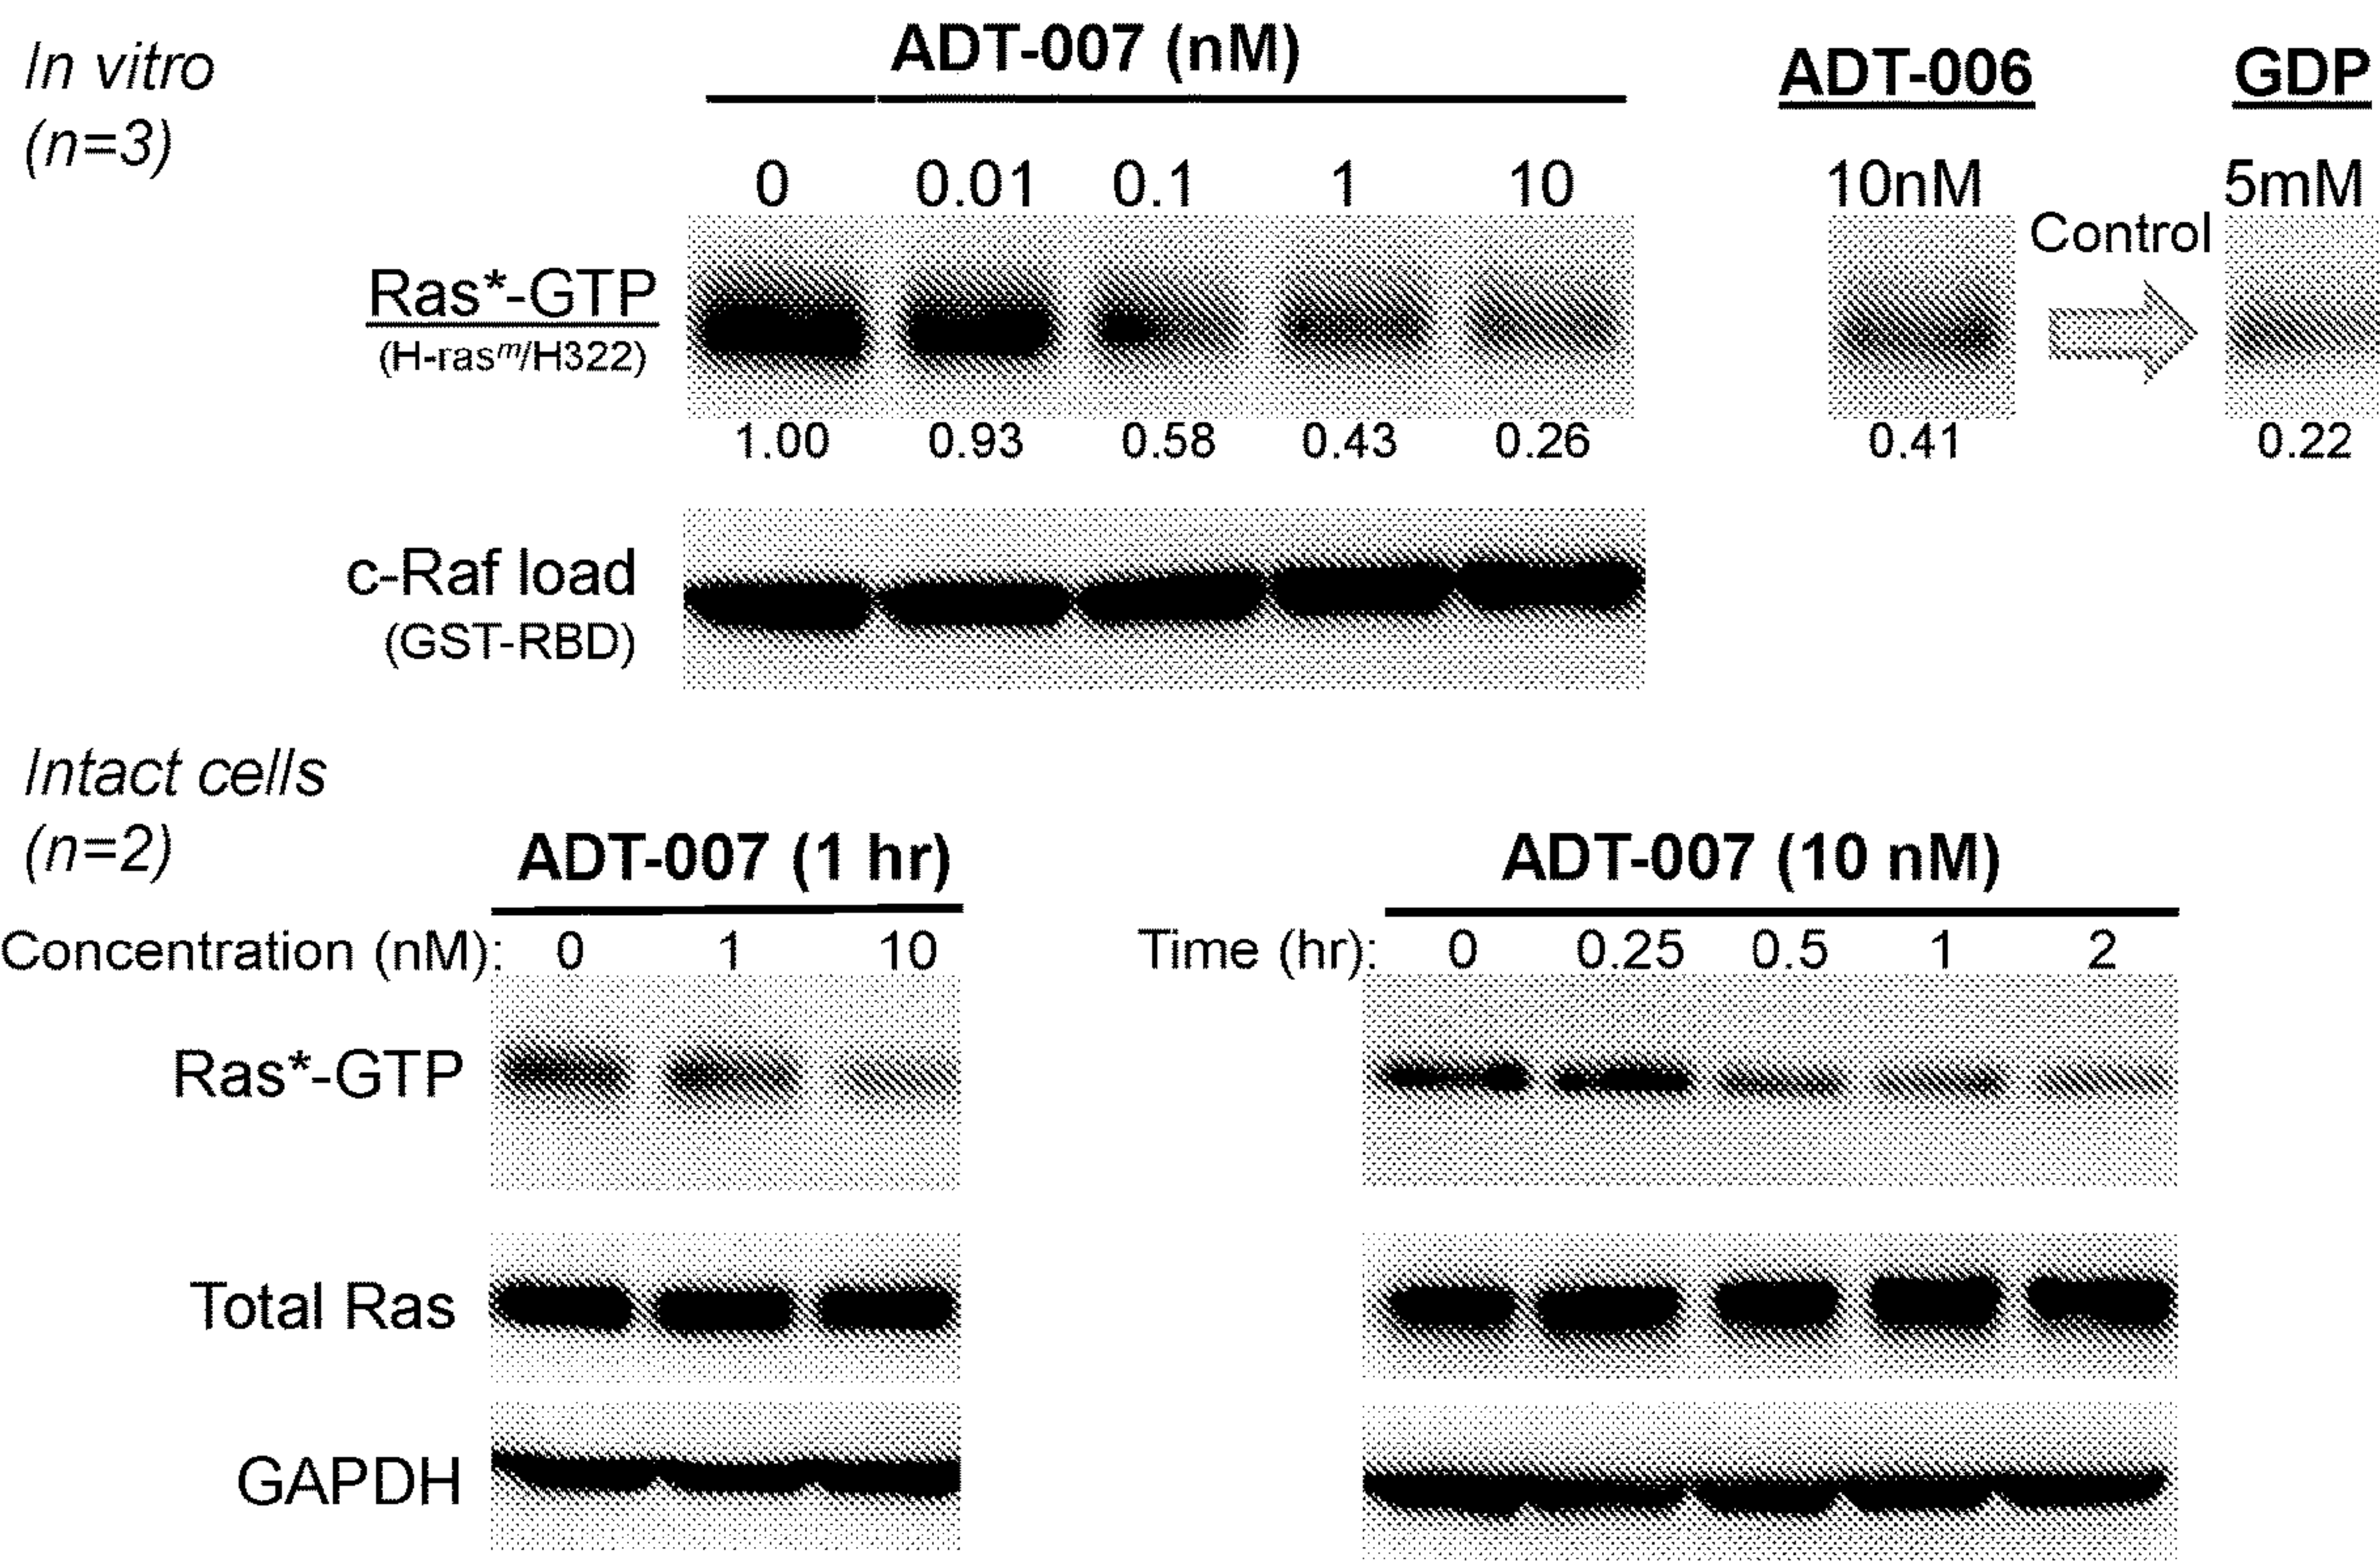 In vitro
(n=3)
ADT-007 (nM)
ADT-006
GDP
0 0.01 0.1 1 10
10nM
5mM
Control
Ras*-GTP
(H-rasᵐ/H322)
1.00 0.93 0.58 0.43 0.26
0.41
0.22
c-Raf load
(GST-RBD)
Intact cells
(n=2)
ADT-007 (1 hr)
ADT-007 (10 nM)
Concentration (nM): 0 1 10
Time (hr): 0 0.25 0.5 1 2
Ras*-GTP
Total Ras
GAPDH